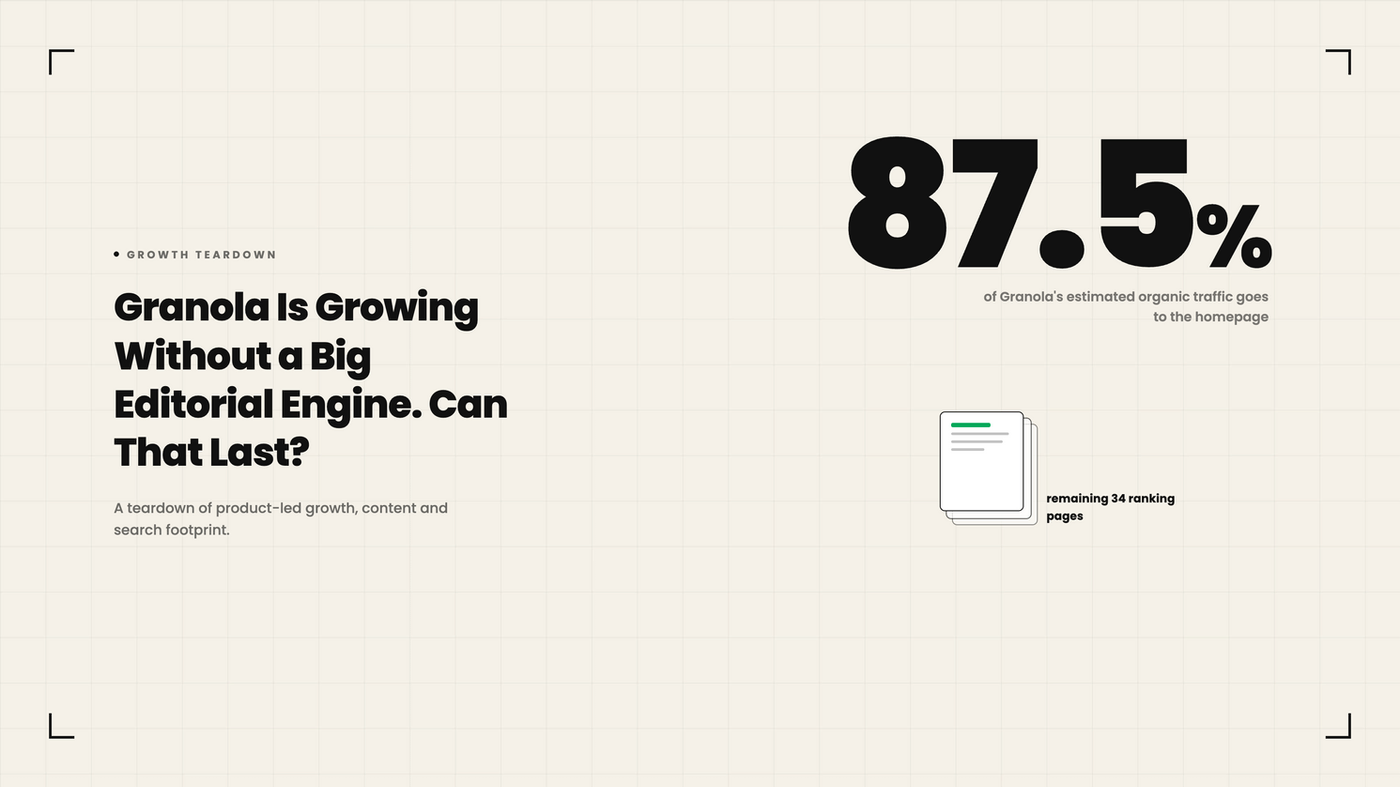 GROWTH TEARDOWN
Granola Is Growing
Without a Big
Editorial Engine. Can
That Last?
A teardown of product-led growth, content and
search footprint.
87.5%
of Granola's estimated organic traffic goes
to the homepage
remaining 34 ranking
pages